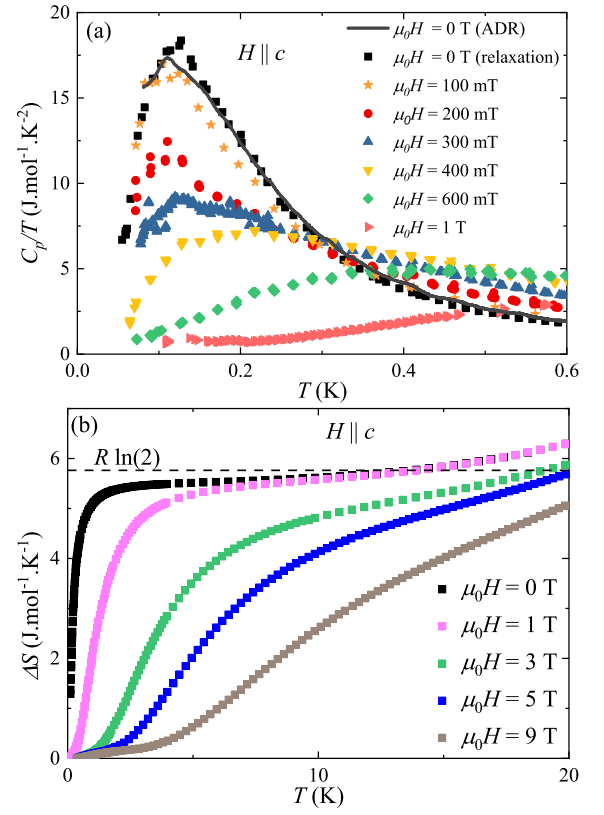 (a)
H || c
μ₀H = 0 T (ADR)
μ₀H = 0 T (relaxation)
μ₀H = 100 mT
μ₀H = 200 mT
μ₀H = 300 mT
μ₀H = 400 mT
μ₀H = 600 mT
μ₀H = 1 T
20
15
10
5
0
Cₚ/T (J.mol⁻¹.K⁻²)
0.0 0.2 0.4 0.6
T (K)
(b)
H || c
R ln(2)
6
4
2
0
ΔS (J.mol⁻¹.K⁻¹)
μ₀H = 0 T
μ₀H = 1 T
μ₀H = 3 T
μ₀H = 5 T
μ₀H = 9 T
0 10 20
T (K)